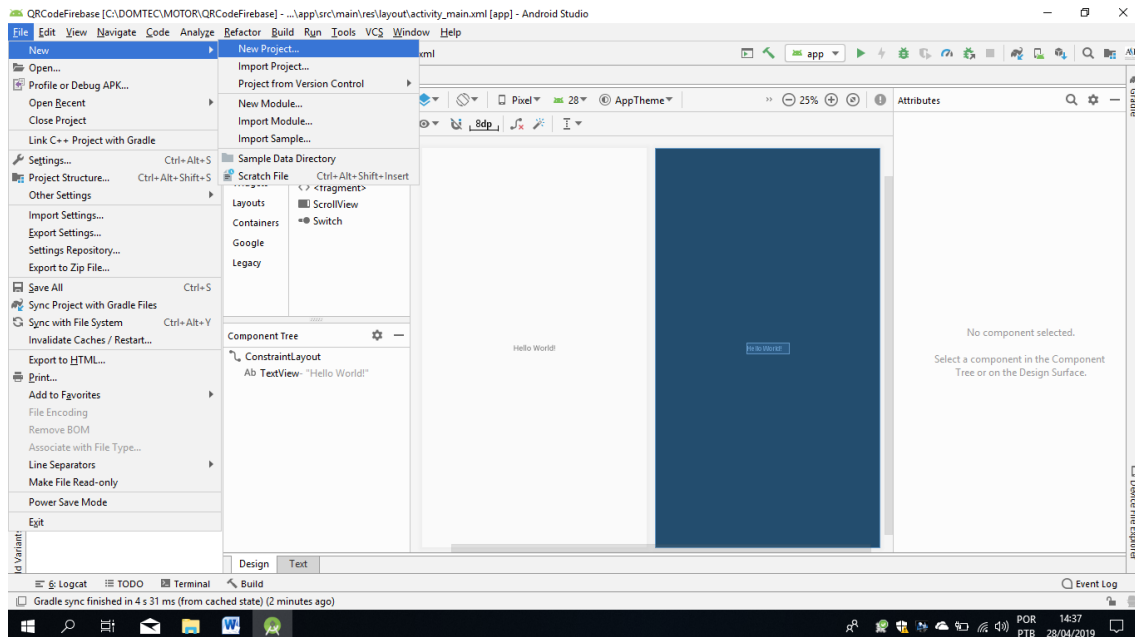 QRCodeFirebase [C:\DOMTEC\MOTOR\QRCodeFirebase] - ...\app\src\main\res\layout\activity_main.xml [app] - Android Studio
File Edit View Navigate Code Analyze Refactor Build Run Tools VCS Window Help
New
Open...
Profile or Debug APK...
Open Recent
Close Project
Link C++ Project with Gradle
Settings... Ctrl+Alt+S
Project Structure... Ctrl+Alt+Shift+S
Other Settings
Import Settings...
Export Settings...
Settings Repository...
Export to Zip File...
Save All Ctrl+S
Sync Project with Gradle Files
Sync with File System Ctrl+Alt+Y
Invalidate Caches / Restart...
Export to HTML...
Print...
Add to Favorites
File Encoding
Remove BOM
Associate with File Type...
Line Separators
Make File Read-only
Power Save Mode
Exit
New Project...
Import Project...
Project from Version Control
New Module...
Import Module...
Import Sample...
Sample Data Directory
Scratch File Ctrl+Alt+Shift+Insert
xml
app
Pixel 28 AppTheme 25%
8dp
Attributes
Gradle
<fragment>
Layouts
ScrollView
Containers
Switch
Google
Legacy
Component Tree
ConstraintLayout
Ab TextView- "Hello World!"
Hello World!
Hello World!
No component selected.
Select a component in the Component
Tree or on the Design Surface.
Device File Explorer
d Variants
Design Text
6: Logcat TODO Terminal Build Event Log
Gradle sync finished in 4 s 31 ms (from cached state) (2 minutes ago)
POR 14:37
PTB 28/04/2019